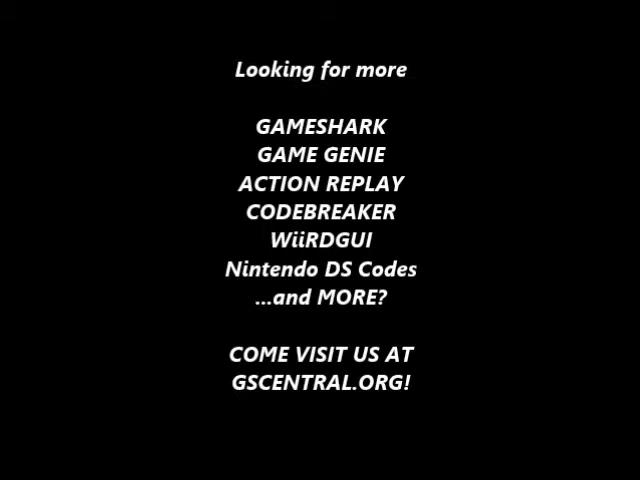 Looking for more
GAMESHARK
GAME GENIE
ACTION REPLAY
CODEBREAKER
WiiRDGUI
Nintendo DS Codes
...and MORE?
COME VISIT US AT
GSCENTRAL.ORG!